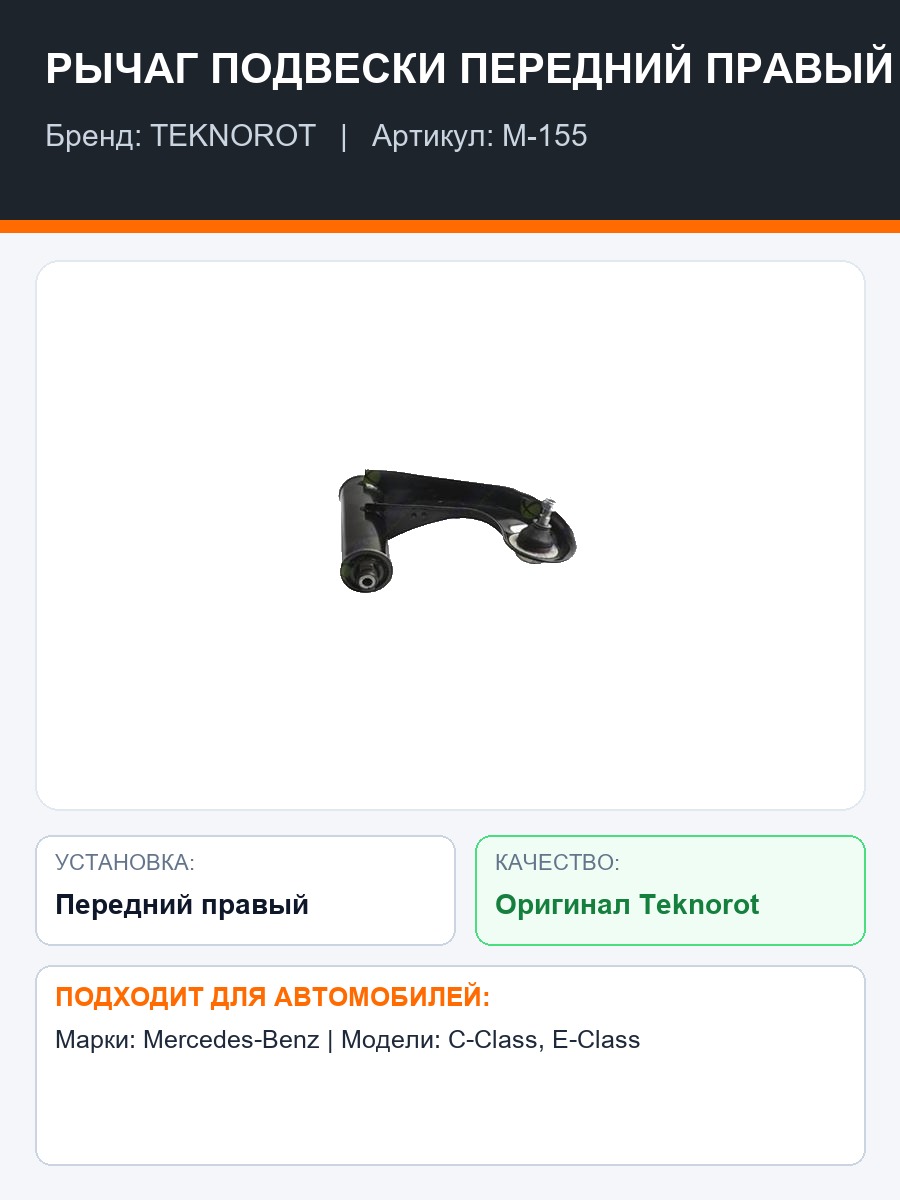 РЫЧАГ ПОДВЕСКИ ПЕРЕДНИЙ ПРАВЫЙ
Бренд: TEKNOROT | Артикул: M-155
УСТАНОВКА:
Передний правый
КАЧЕСТВО:
Оригинал Teknorot
ПОДХОДИТ ДЛЯ АВТОМОБИЛЕЙ:
Марки: Mercedes-Benz | Модели: C-Class, E-Class